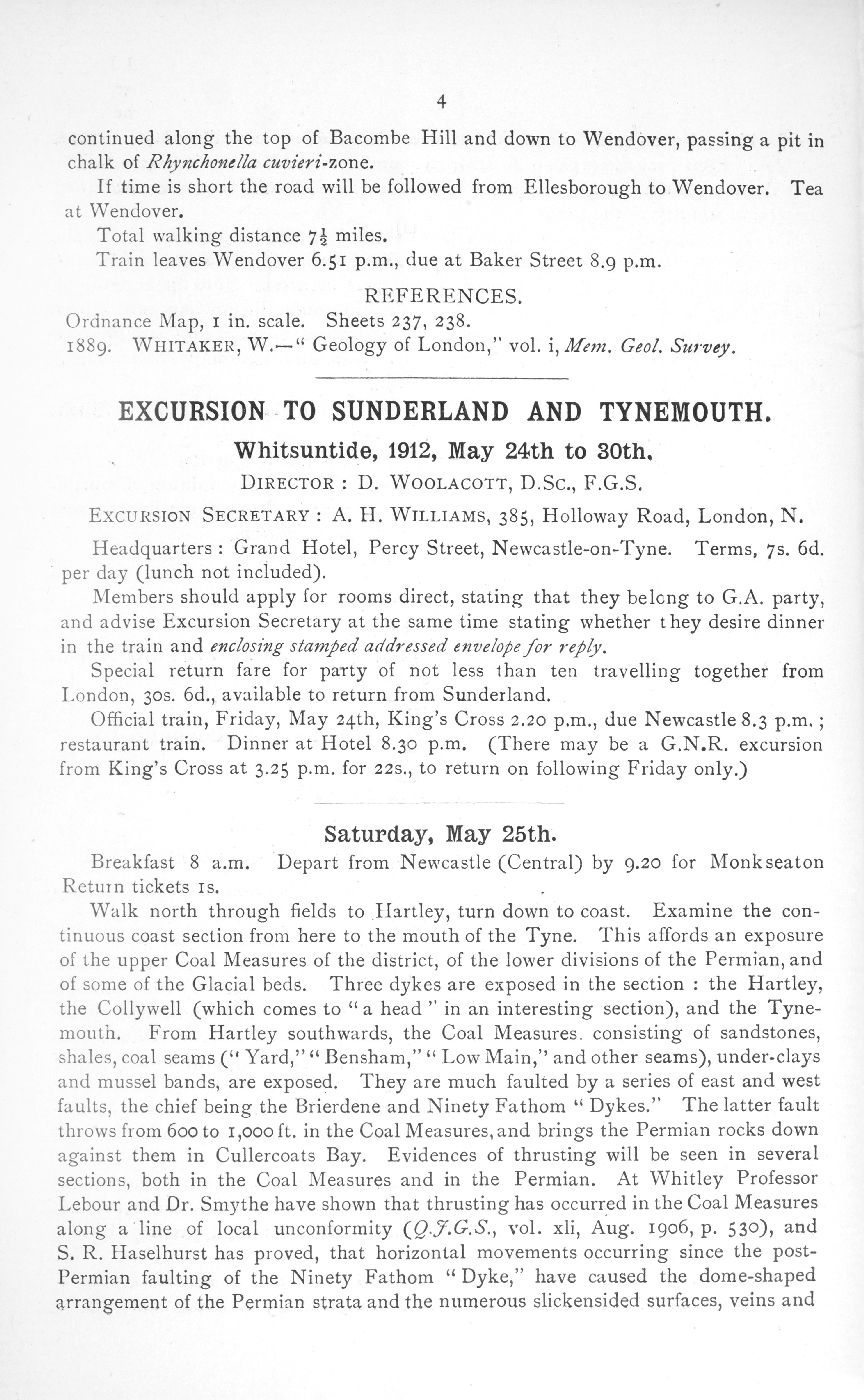 4
continued along the top of Bacombe Hill and down to Wendover, passing a pit in
chalk of Rhynchonella cuvieri-zone.
If time is short the road will be followed from Ellesborough to Wendover. Tea
at Wendover.
Total walking distance 7½ miles.
Train leaves Wendover 6.51 p.m., due at Baker Street 8.9 p.m.
REFERENCES.
Ordnance Map, 1 in. scale. Sheets 237, 238.
1889. WHITAKER, W.—“ Geology of London,” vol. i, Mem. Geol. Survey.
EXCURSION TO SUNDERLAND AND TYNEMOUTH.
Whitsuntide, 1912, May 24th to 30th.
DIRECTOR : D. WOOLACOTT, D.SC., F.G.S.
EXCURSION SECRETARY : A. H. WILLIAMS, 385, Holloway Road, London, N.
Headquarters : Grand Hotel, Percy Street, Newcastle-on-Tyne. Terms, 7s. 6d.
per day (lunch not included).
Members should apply for rooms direct, stating that they belong to G.A. party,
and advise Excursion Secretary at the same time stating whether they desire dinner
in the train and enclosing stamped addressed envelope for reply.
Special return fare for party of not less than ten travelling together from
London, 30s. 6d., available to return from Sunderland.
Official train, Friday, May 24th, King's Cross 2.20 p.m., due Newcastle 8.3 p.m. ;
restaurant train. Dinner at Hotel 8.30 p.m. (There may be a G.N.R. excursion
from King's Cross at 3.25 p.m. for 22s., to return on following Friday only.)
Saturday, May 25th.
Breakfast 8 a.m. Depart from Newcastle (Central) by 9.20 for Monkseaton
Return tickets 1s.
Walk north through fields to Hartley, turn down to coast. Examine the con-
tinuous coast section from here to the mouth of the Tyne. This affords an exposure
of the upper Coal Measures of the district, of the lower divisions of the Permian, and
of some of the Glacial beds. Three dykes are exposed in the section : the Hartley,
the Collywell (which comes to “ a head ” in an interesting section), and the Tyne-
mouth. From Hartley southwards, the Coal Measures. consisting of sandstones,
shales, coal seams (“ Yard,” “ Bensham,” “ Low Main,” and other seams), under-clays
and mussel bands, are exposed. They are much faulted by a series of east and west
faults, the chief being the Brierdene and Ninety Fathom “ Dykes.” The latter fault
throws from 600 to 1,000 ft. in the Coal Measures, and brings the Permian rocks down
against them in Cullercoats Bay. Evidences of thrusting will be seen in several
sections, both in the Coal Measures and in the Permian. At Whitley Professor
Lebour and Dr. Smythe have shown that thrusting has occurred in the Coal Measures
along a line of local unconformity (Q.J.G.S., vol. xli, Aug. 1906, p. 530), and
S. R. Haselhurst has proved, that horizontal movements occurring since the post-
Permian faulting of the Ninety Fathom “ Dyke,” have caused the dome-shaped
arrangement of the Permian strata and the numerous slickensided surfaces, veins and